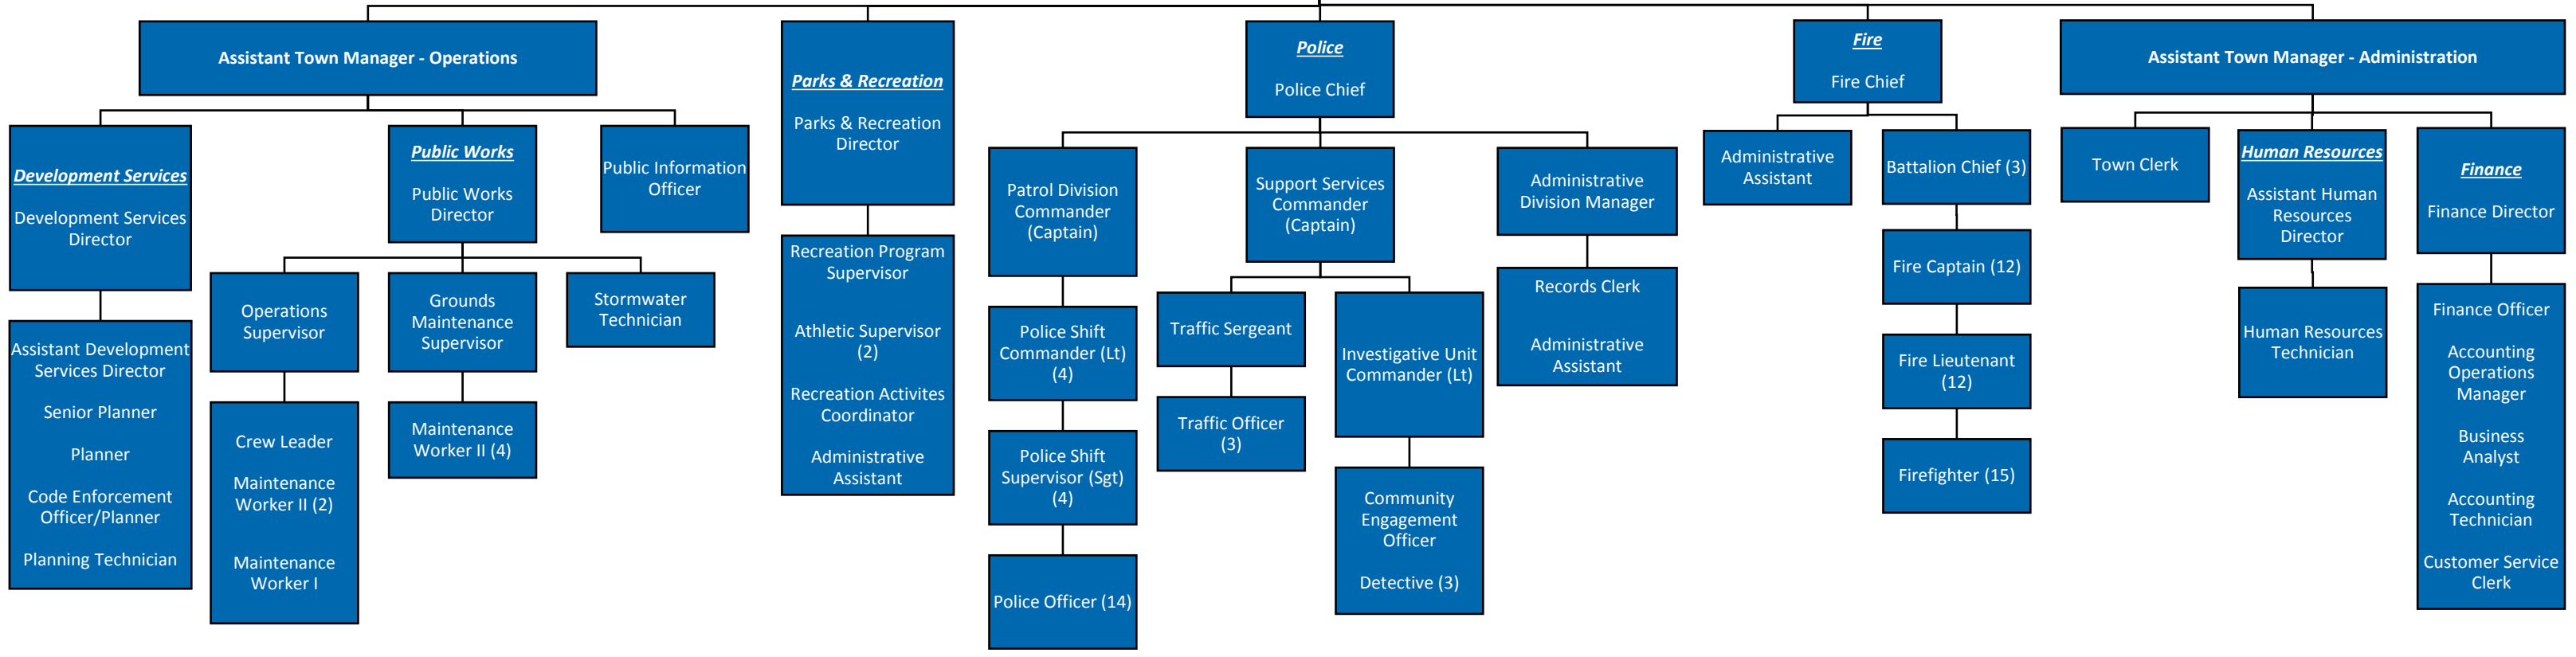 Assistant Town Manager - Operations
Development Services
Development Services
Director
Assistant Development
Services Director
Senior Planner
Planner
Code Enforcement
Officer/Planner
Planning Technician
Public Works
Public Works
Director
Operations
Supervisor
Crew Leader
Maintenance
Worker II (2)
Maintenance
Worker I
Grounds
Maintenance
Supervisor
Maintenance
Worker II (4)
Stormwater
Technician
Public Information
Officer
Parks & Recreation
Parks & Recreation
Director
Recreation Program
Supervisor
Athletic Supervisor
(2)
Recreation Activites
Coordinator
Administrative
Assistant
Police
Police Chief
Patrol Division
Commander
(Captain)
Police Shift
Commander (Lt)
(4)
Police Shift
Supervisor (Sgt)
(4)
Police Officer (14)
Support Services
Commander
(Captain)
Traffic Sergeant
Traffic Officer
(3)
Investigative Unit
Commander (Lt)
Community
Engagement
Officer
Detective (3)
Administrative
Division Manager
Records Clerk
Administrative
Assistant
Fire
Fire Chief
Administrative
Assistant
Battalion Chief (3)
Fire Captain (12)
Fire Lieutenant
(12)
Firefighter (15)
Assistant Town Manager - Administration
Town Clerk
Human Resources
Assistant Human
Resources
Director
Human Resources
Technician
Finance
Finance Director
Finance Officer
Accounting
Operations
Manager
Business
Analyst
Accounting
Technician
Customer Service
Clerk